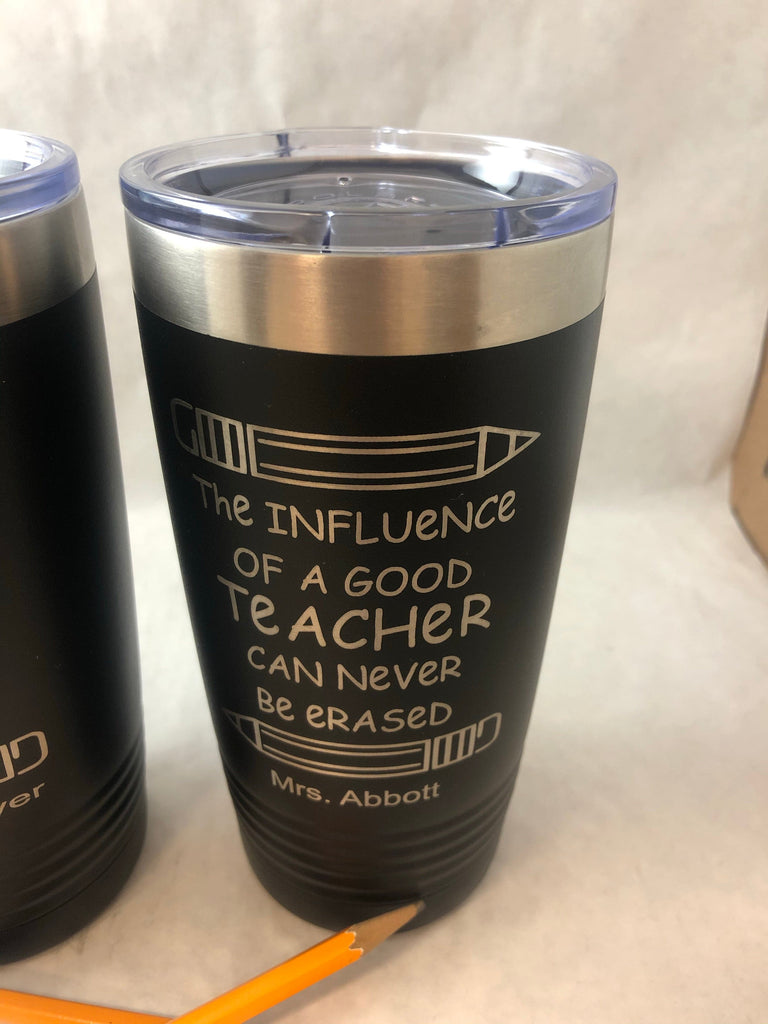 The INFLUeNCe
OF A GOOD
TeACHeR
CAN NeVeR
Be eRASeD
Mrs. Abbott